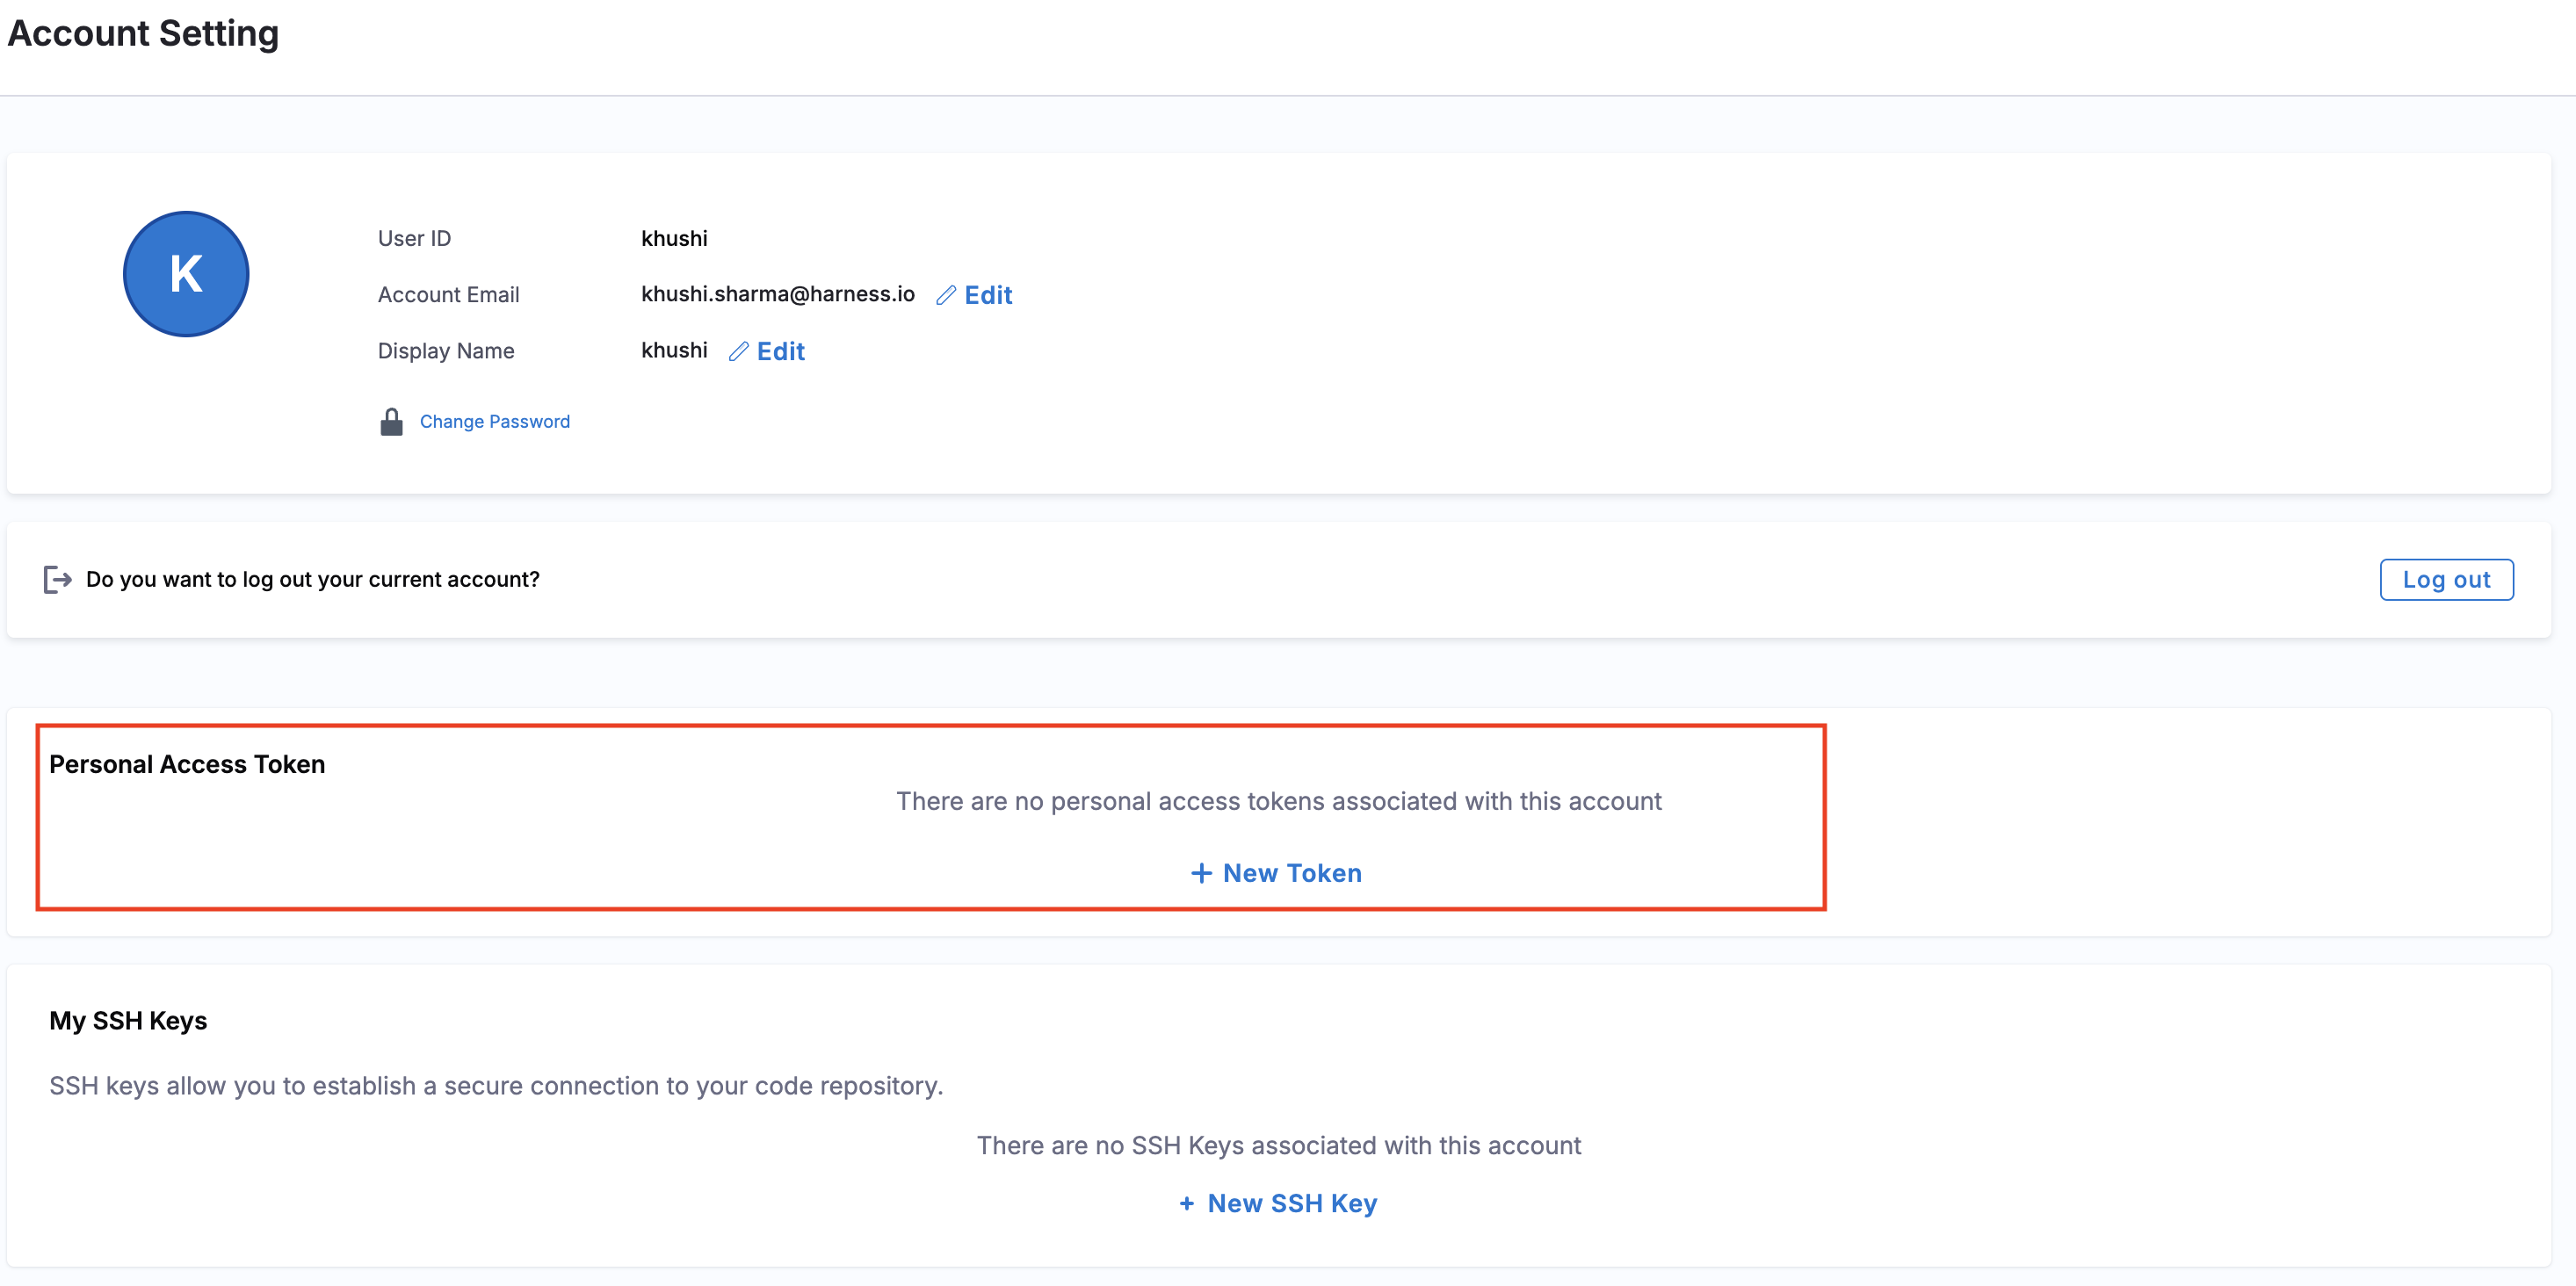 Account Setting
K
User ID khushi
Account Email khushi.sharma@harness.io Edit
Display Name khushi Edit
Change Password
Do you want to log out your current account? Log out
Personal Access Token
There are no personal access tokens associated with this account
+ New Token
My SSH Keys
SSH keys allow you to establish a secure connection to your code repository.
There are no SSH Keys associated with this account
+ New SSH Key